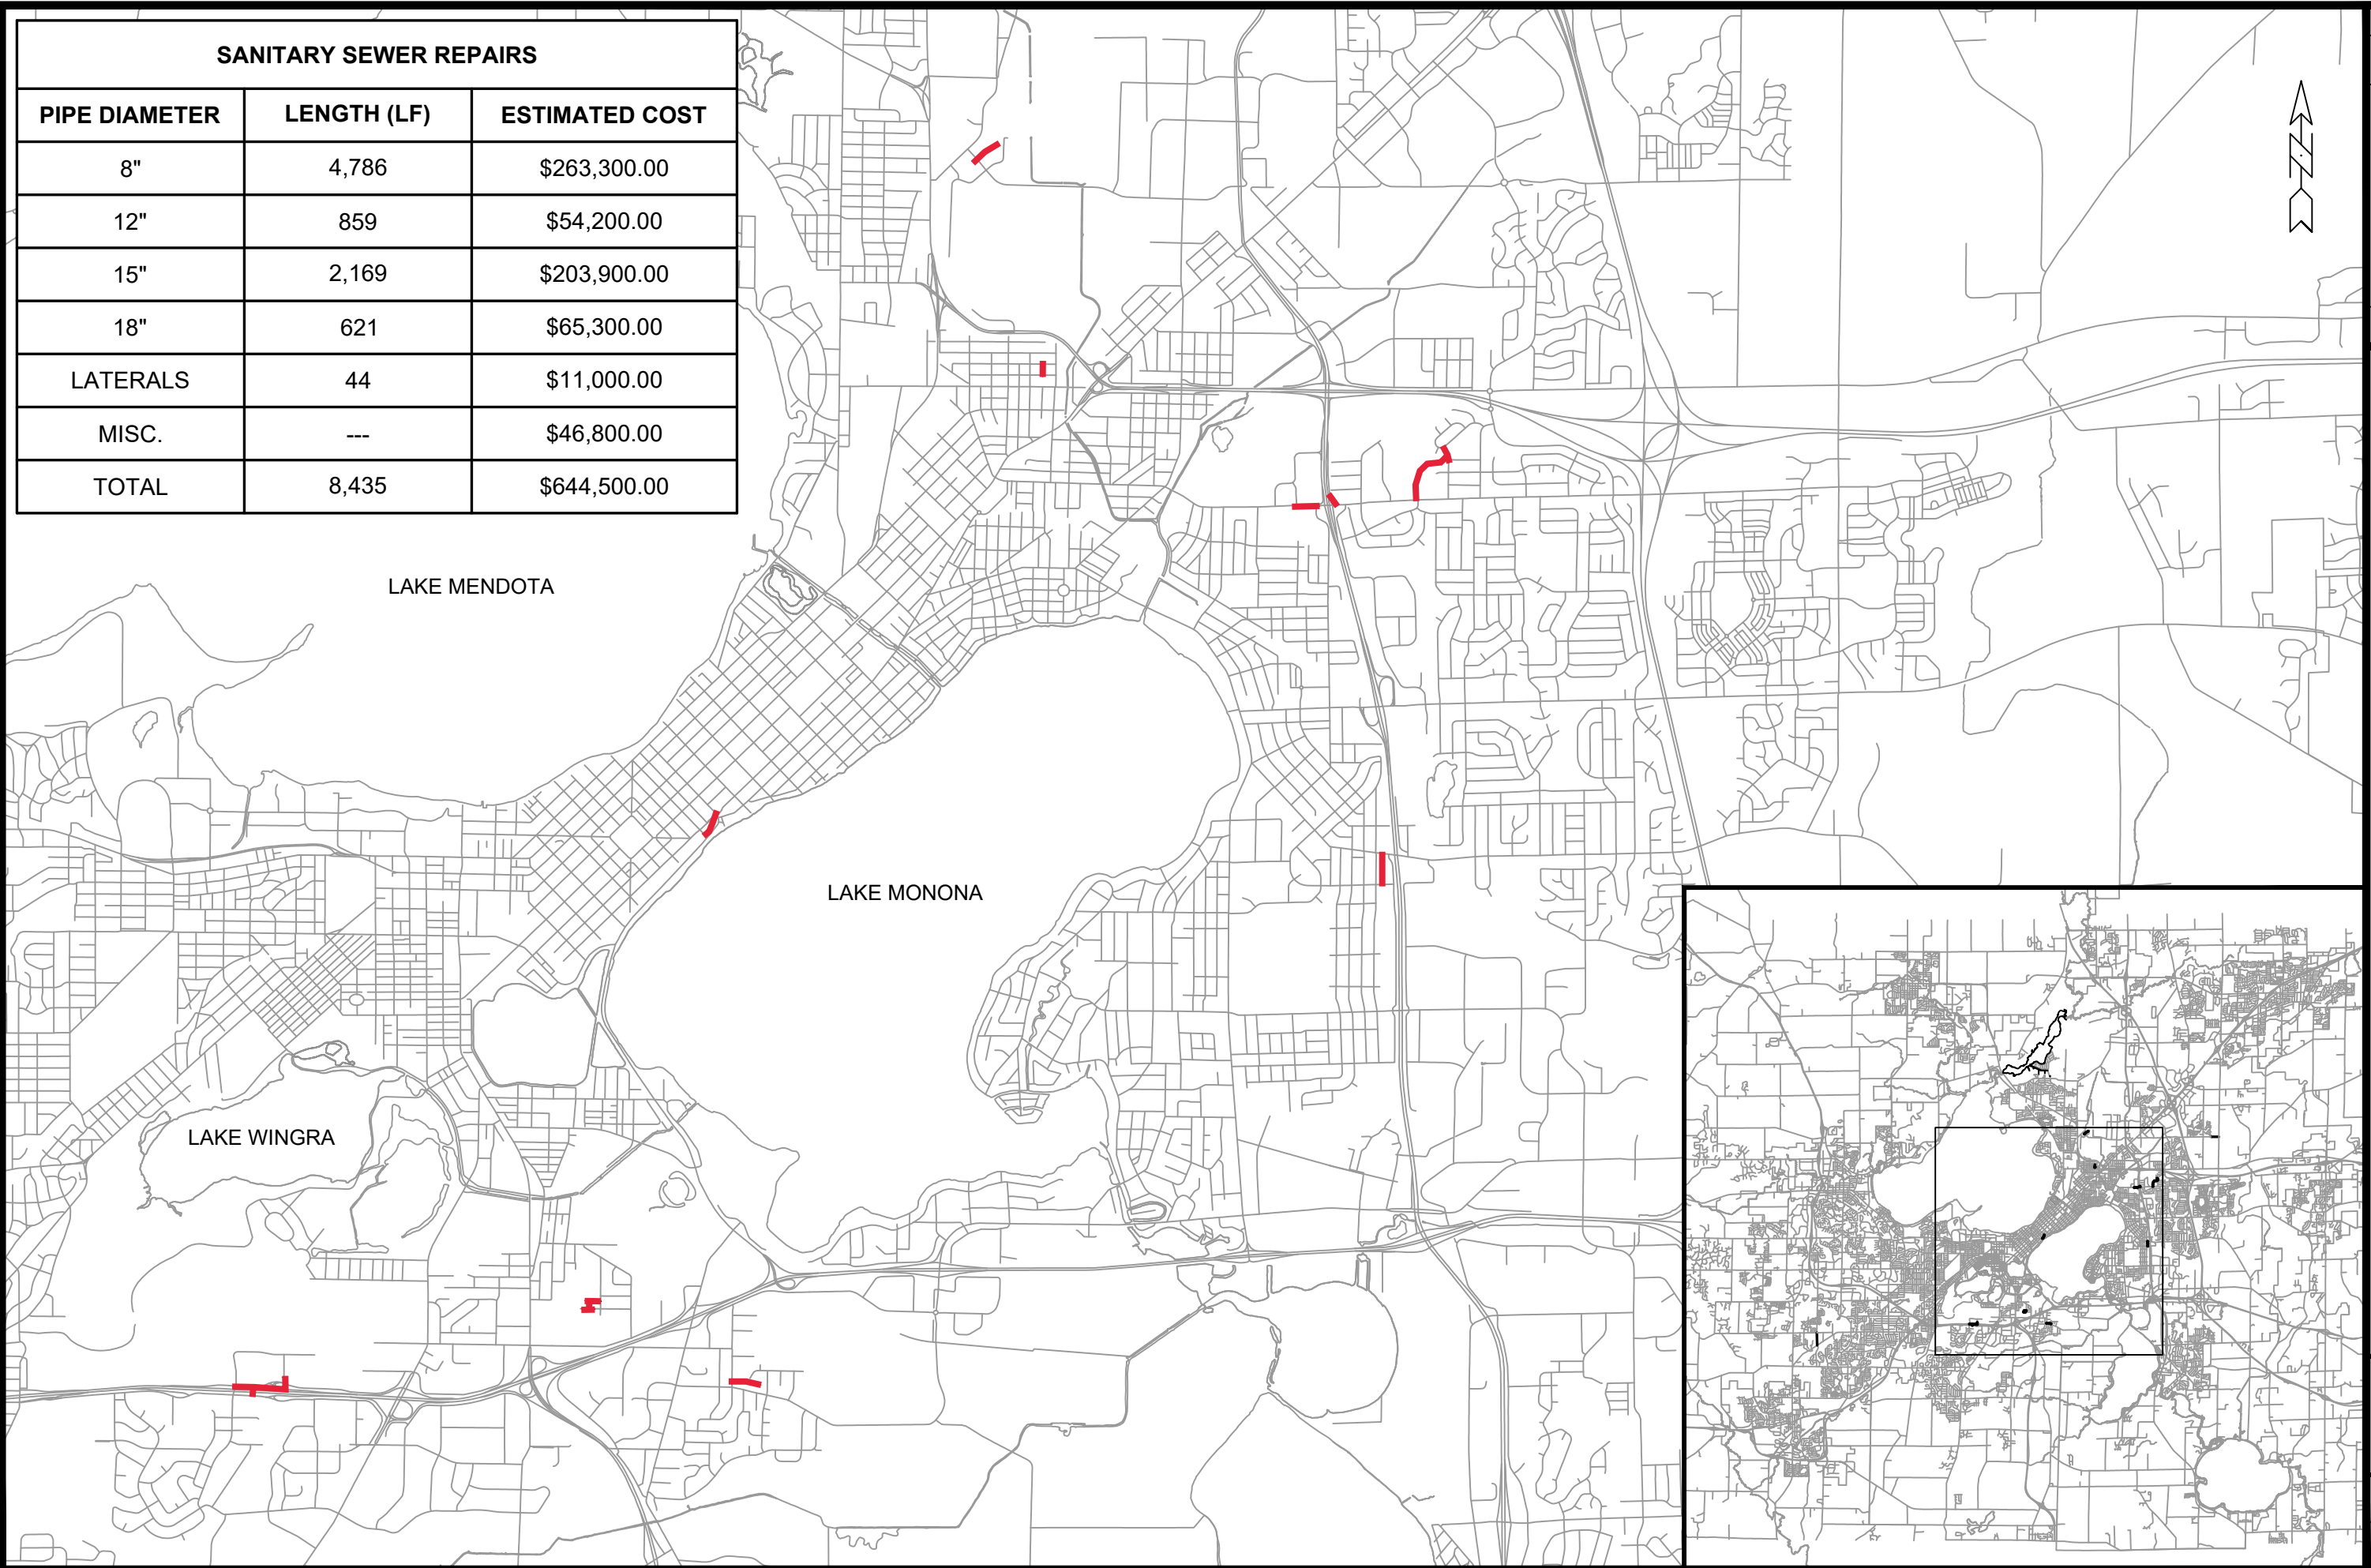 SANITARY SEWER REPAIRS
PIPE DIAMETER LENGTH (LF) ESTIMATED COST
8" 4,786 $263,300.00
12" 859 $54,200.00
15" 2,169 $203,900.00
18" 621 $65,300.00
LATERALS 44 $11,000.00
MISC. --- $46,800.00
TOTAL 8,435 $644,500.00
N
LAKE MENDOTA
LAKE MONONA
LAKE WINGRA